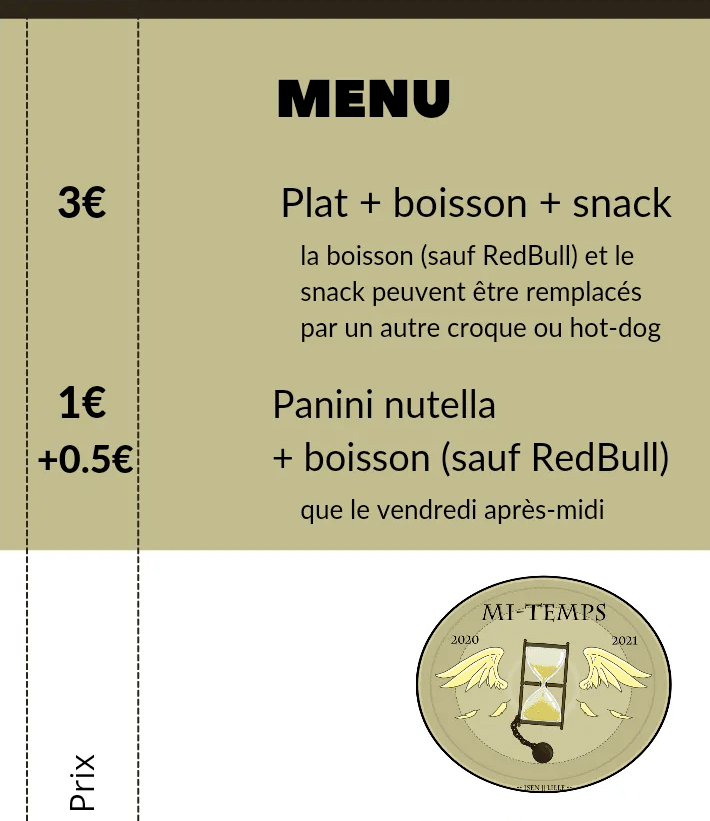 MENU
3€ Plat + boisson + snack
la boisson (sauf RedBull) et le
snack peuvent être remplacés
par un autre croque ou hot-dog
1€ Panini nutella
+0.5€ + boisson (sauf RedBull)
que le vendredi après-midi
MI-TEMPS
2020 2021
Prix